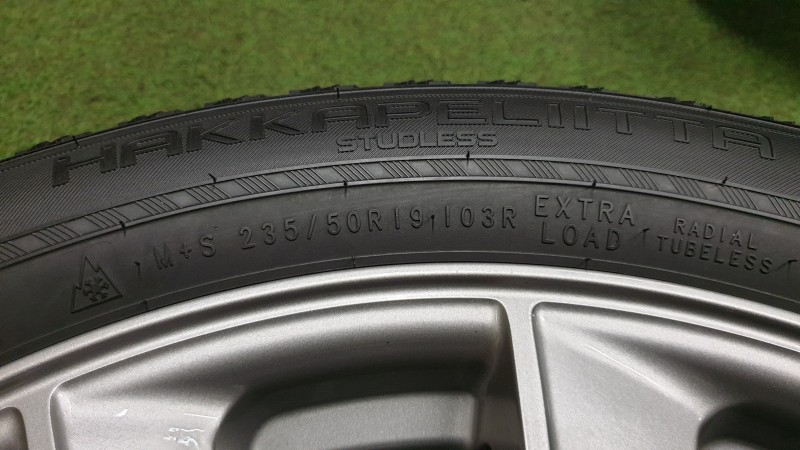 HAKKAPELIITTA
STUDLESS
M+S 235/50R19 103R EXTRA LOAD RADIAL TUBELESS